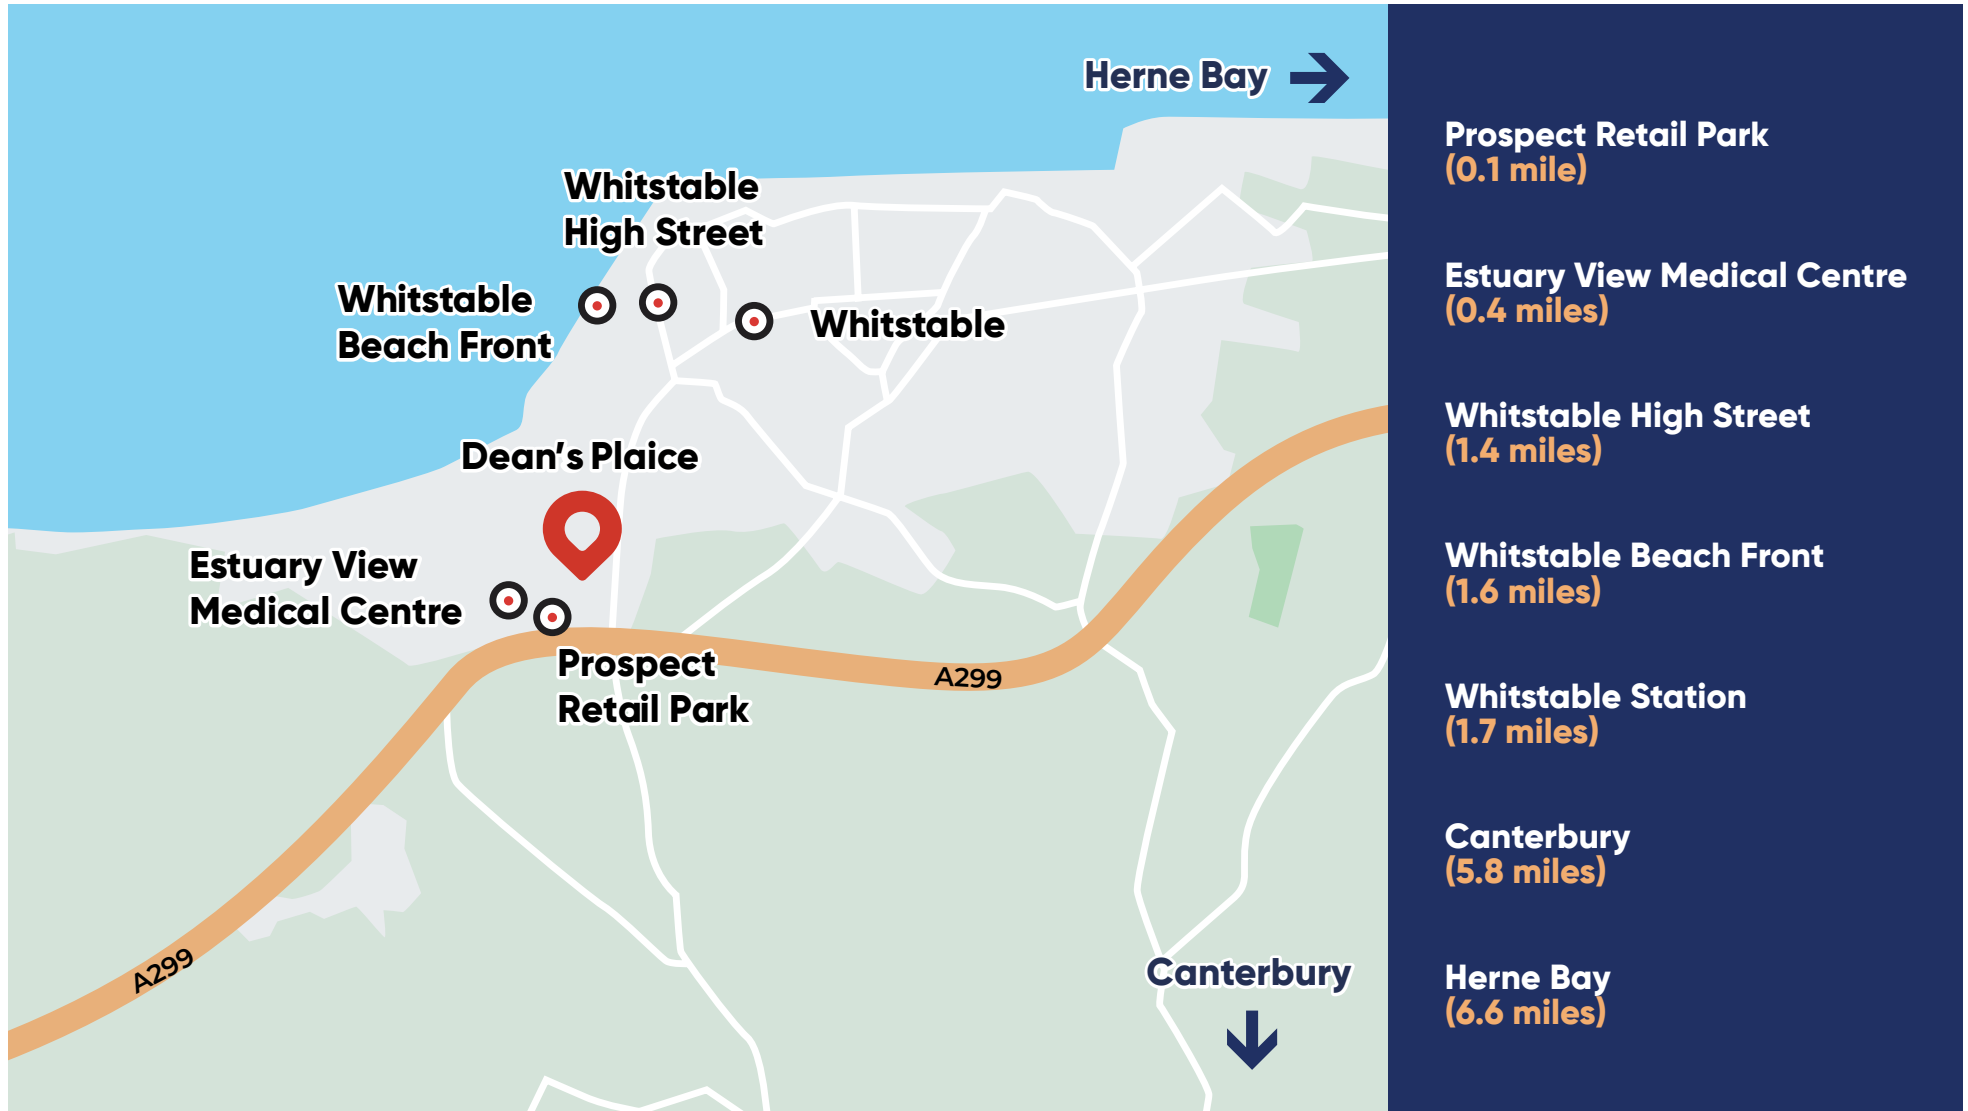 Herne Bay
Whitstable
High Street
Whitstable
Beach Front
Whitstable
Dean's Plaice
Estuary View
Medical Centre
Prospect
Retail Park
A299
A299
Canterbury
Prospect Retail Park
(0.1 mile)
Estuary View Medical Centre
(0.4 miles)
Whitstable High Street
(1.4 miles)
Whitstable Beach Front
(1.6 miles)
Whitstable Station
(1.7 miles)
Canterbury
(5.8 miles)
Herne Bay
(6.6 miles)